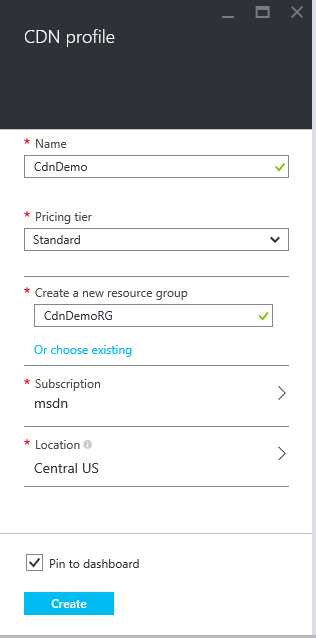 CDN profile
* Name
CdnDemo
* Pricing tier
Standard
* Create a new resource group
CdnDemoRG
Or choose existing
* Subscription
msdn
* Location
Central US
Pin to dashboard
Create